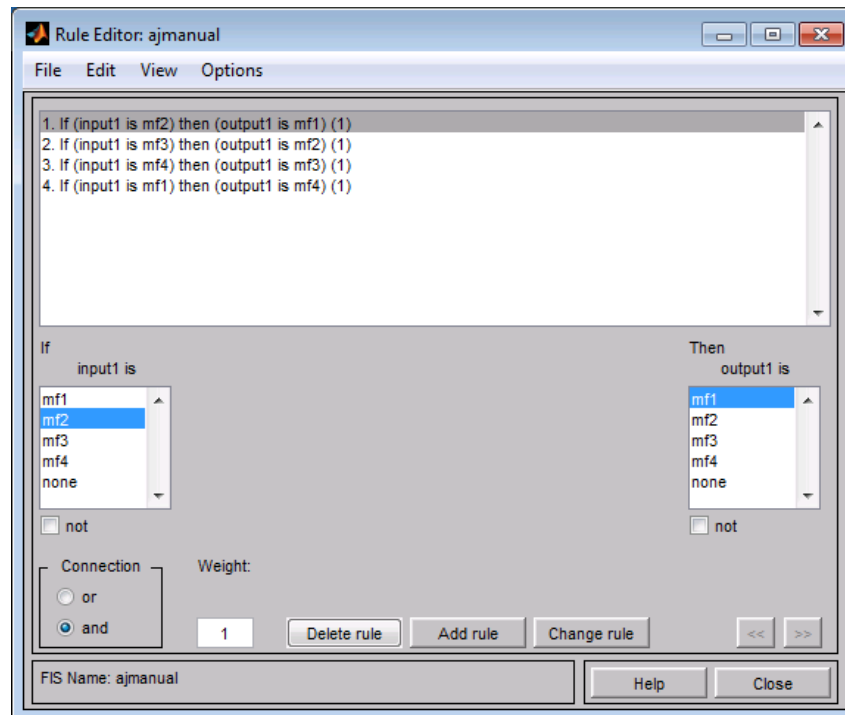 Rule Editor: ajmanual
File Edit View Options
1. If (input1 is mf2) then (output1 is mf1) (1)
2. If (input1 is mf3) then (output1 is mf2) (1)
3. If (input1 is mf4) then (output1 is mf3) (1)
4. If (input1 is mf1) then (output1 is mf4) (1)
If
input1 is
mf1
mf2
mf3
mf4
none
not
Then
output1 is
mf1
mf2
mf3
mf4
none
not
Connection
or
and
Weight:
1
Delete rule
Add rule
Change rule
<<
>>
FIS Name: ajmanual
Help
Close